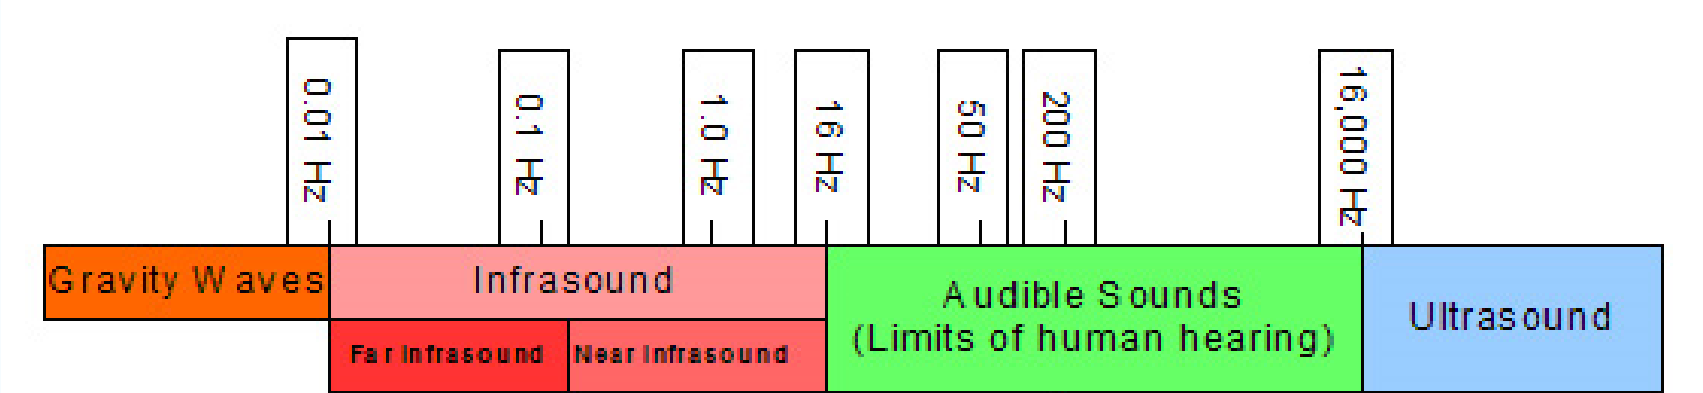 0.01 Hz
0.1 Hz
1.0 Hz
16 Hz
50 Hz
200 Hz
16,000 Hz
Gravity Waves
Infrasound
Audible Sounds
(Limits of human hearing)
Ultrasound
Far Infrasound
Near Infrasound